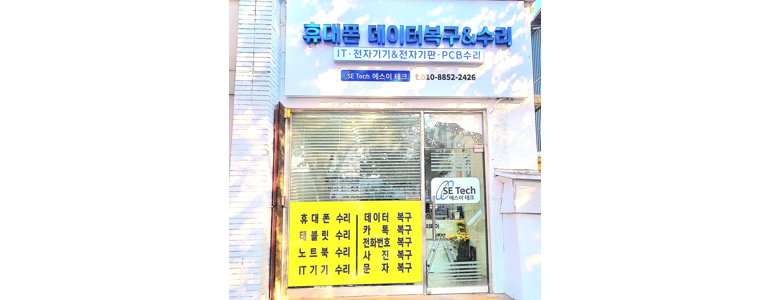 휴대폰 데이터복구&수리
IT·전자기기&전자기판·PCB수리
SE Tech 에스이 테크 t.010-8852-2426
SE Tech
에스이 테크
휴대폰 수리
태블릿 수리
노트북 수리
IT기기 수리
데이터 복구
카톡 복구
전화번호 복구
사진 복구
문자 복구